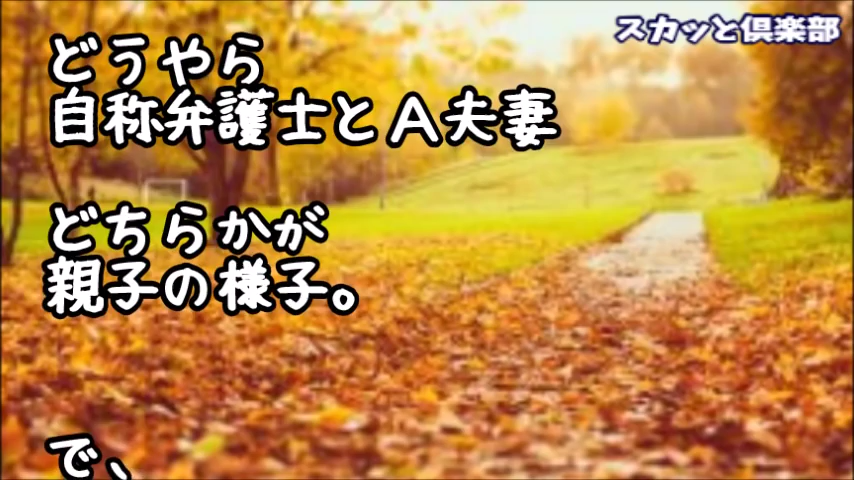 スカッと倶楽部
どうやら
自称弁護士とＡ夫妻
どちらかが
親子の様子。
で、